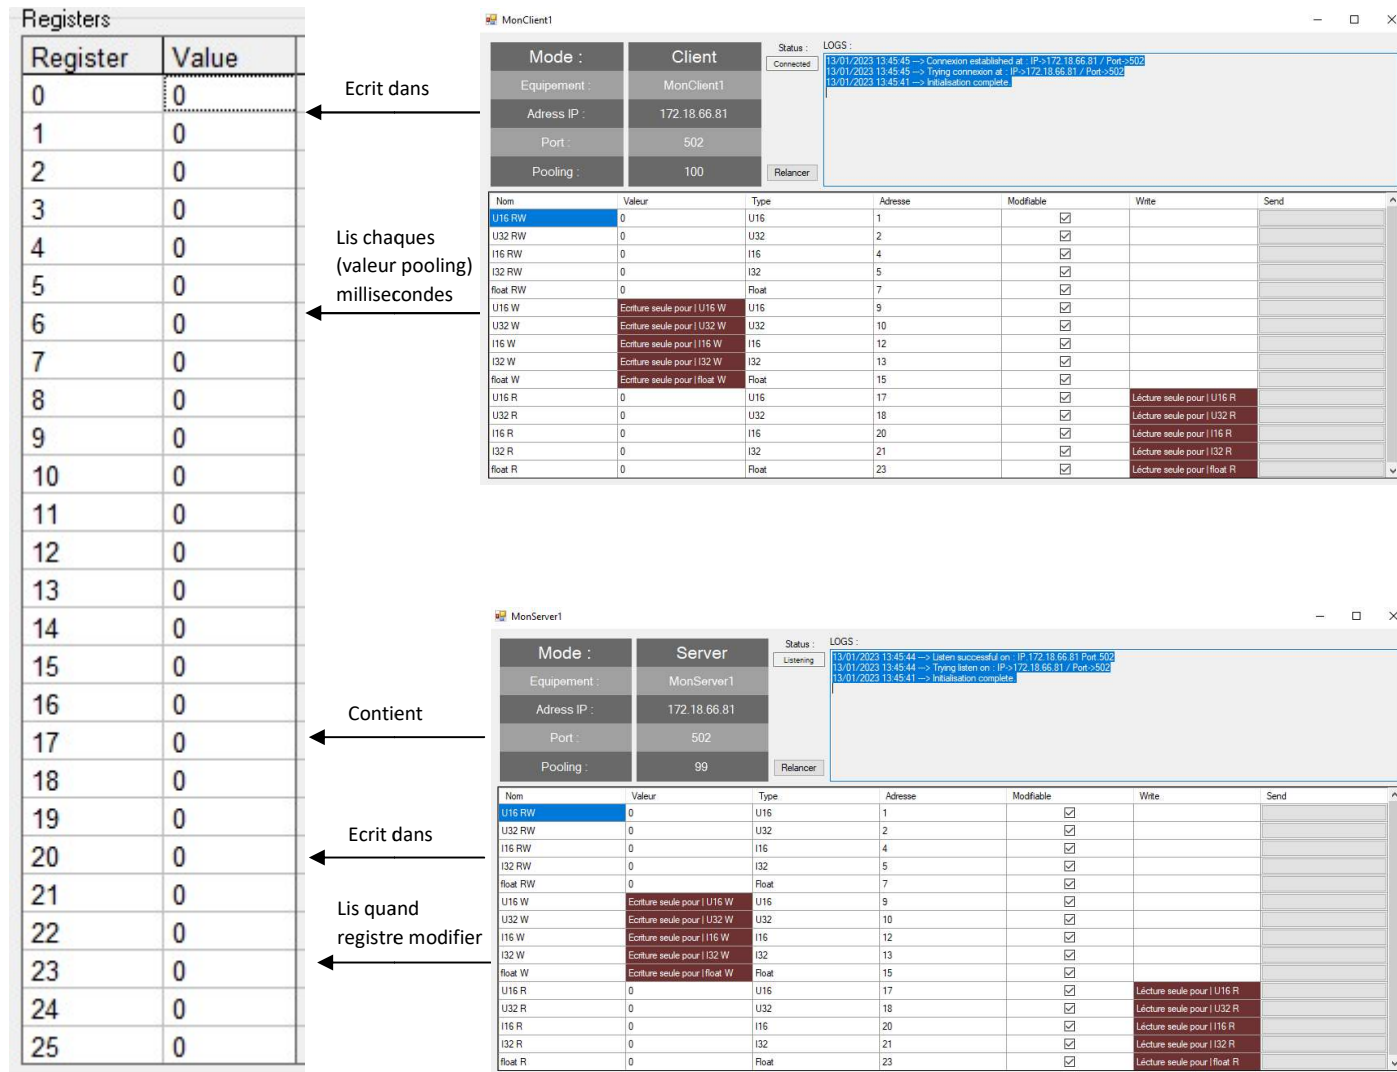 Registers
Register Value
0 0
1 0
2 0
3 0
4 0
5 0
6 0
7 0
8 0
9 0
10 0
11 0
12 0
13 0
14 0
15 0
16 0
17 0
18 0
19 0
20 0
21 0
22 0
23 0
24 0
25 0
Ecrit dans
Lis chaques
(valeur pooling)
millisecondes
Contient
Ecrit dans
Lis quand
registre modifier
MonClient1
Mode : Client
Equipement : MonClient1
Adress IP : 172.18.66.81
Port : 502
Pooling : 100
Status :
Connected
Relancer
LOGS :
13/01/2023 13:45:45 --> Connexion established at : IP->172.18.66.81 / Port->502
13/01/2023 13:45:45 --> Trying connexion at : IP->172.18.66.81 / Port->502
13/01/2023 13:45:41 --> Initialisation complete.
Nom Valeur Type Adresse Modifiable Write Send
U16 RW 0 U16 1
U32 RW 0 U32 2
I16 RW 0 I16 4
I32 RW 0 I32 5
float RW 0 Float 7
U16 W Ecriture seule pour | U16 W U16 9
U32 W Ecriture seule pour | U32 W U32 10
I16 W Ecriture seule pour | I16 W I16 12
I32 W Ecriture seule pour | I32 W I32 13
float W Ecriture seule pour | float W Float 15
U16 R 0 U16 17 Lécture seule pour | U16 R
U32 R 0 U32 18 Lécture seule pour | U32 R
I16 R 0 I16 20 Lécture seule pour | I16 R
I32 R 0 I32 21 Lécture seule pour | I32 R
float R 0 Float 23 Lécture seule pour | float R
MonServer1
Mode : Server
Equipement : MonServer1
Adress IP : 172.18.66.81
Port : 502
Pooling : 99
Status :
Listening
Relancer
LOGS :
13/01/2023 13:45:44 --> Listen successful on : IP:172.18.66.81 Port:502
13/01/2023 13:45:44 --> Trying listen on : IP->172.18.66.81 / Port->502
13/01/2023 13:45:41 --> Initialisation complete.
Nom Valeur Type Adresse Modifiable Write Send
U16 RW 0 U16 1
U32 RW 0 U32 2
I16 RW 0 I16 4
I32 RW 0 I32 5
float RW 0 Float 7
U16 W Ecriture seule pour | U16 W U16 9
U32 W Ecriture seule pour | U32 W U32 10
I16 W Ecriture seule pour | I16 W I16 12
I32 W Ecriture seule pour | I32 W I32 13
float W Ecriture seule pour | float W Float 15
U16 R 0 U16 17 Lécture seule pour | U16 R
U32 R 0 U32 18 Lécture seule pour | U32 R
I16 R 0 I16 20 Lécture seule pour | I16 R
I32 R 0 I32 21 Lécture seule pour | I32 R
float R 0 Float 23 Lécture seule pour | float R